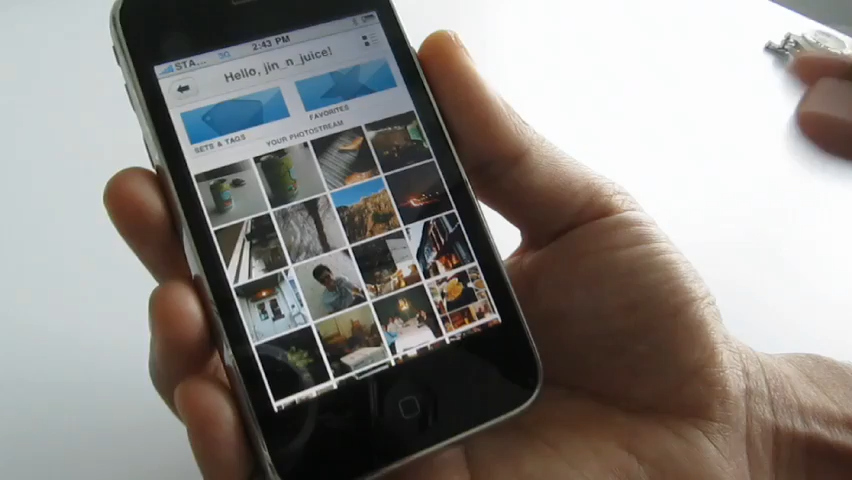 STA... 3G 2:43 PM
Hello, jin_n_juice!
SETS & TAGS
FAVORITES
YOUR PHOTOSTREAM